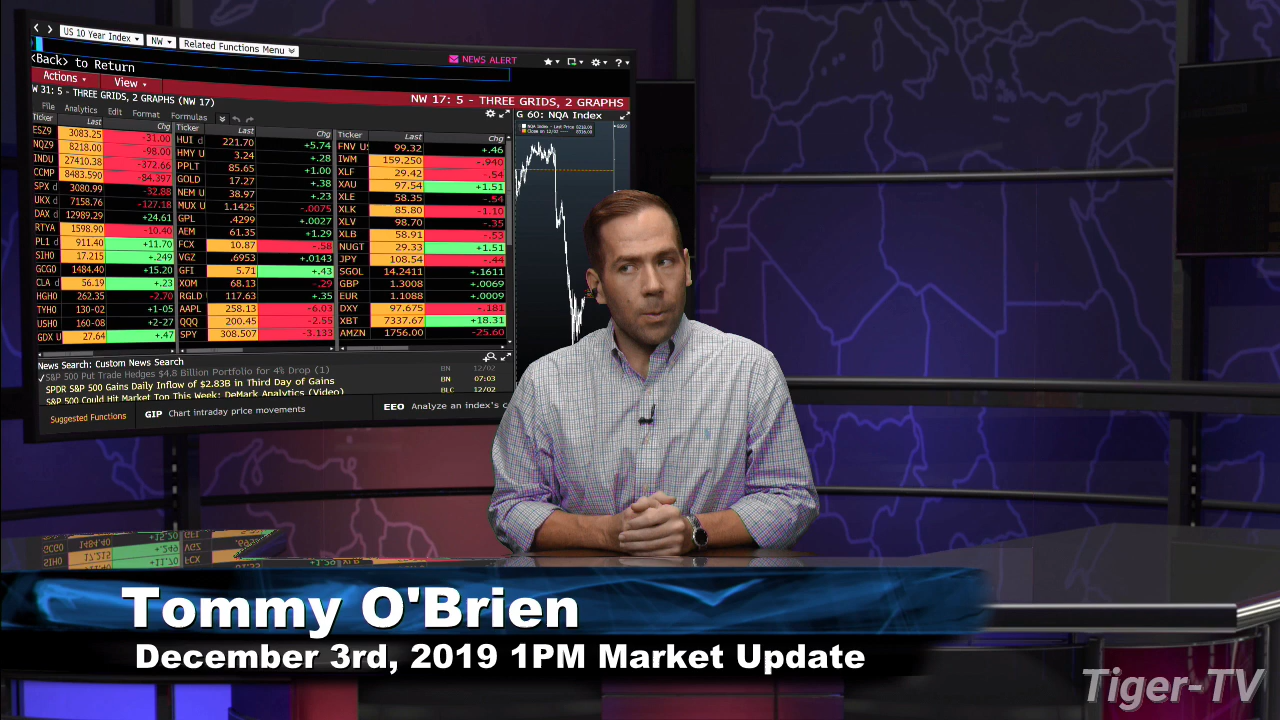 US 10 Year Index
NW
Related Functions Menu
NEWS ALERT
<Back> to Return
Actions
View
NW 17: 5 - THREE GRIDS, 2 GRAPHS
W 31: 5 - THREE GRIDS, 2 GRAPHS (NW 17)
File Analytics Edit Format Formulas
G 60: NQA Index
Ticker Last Chg
ESZ9 3083.25 -31.00
NQZ9 8218.00 -98.00
INDU 27410.38 -372.66
CCMP 8483.590 -84.397
SPX d 3080.99 -32.88
UKX d 7158.76 -127.18
DAX d 12989.29 +24.61
RTYA 1598.90 -10.40
PL1 d 911.40 +11.70
SIH0 17.215 +.249
GCG0 1484.40 +15.20
CLA d 56.19 +.23
HGH0 262.35 -2.70
TYH0 130-02 +1-05
USH0 160-08 +2-27
GDX U 27.64 +.47
Ticker Last Chg
HUI d 221.70 +5.74
HMY U 3.24 +.28
PPLT 85.65 +1.00
GOLD 17.27 +.38
NEM U 38.97 +.23
MUX U 1.1425 -.0075
GPL .4299 +.0027
AEM 61.35 +1.29
FCX 10.87 -.58
VGZ .6953 +.0143
GFI 5.71 +.43
XOM 68.13 -.29
RGLD 117.63 +.35
AAPL 258.13 -6.03
QQQ 200.45 -2.55
SPY 308.507 -3.133
Ticker Last Chg
FNV US 99.32 +.46
IWM 159.250 -.940
XLF 29.42 -.54
XAU 97.54 +1.51
XLE 58.35 -.54
XLK 85.80 -1.10
XLV 98.70 -.35
XLB 58.91 -.53
NUGT 29.33 +1.51
JPY 108.54 -.44
SGOL 14.2411 +.1611
GBP 1.3008 +.0069
EUR 1.1088 +.0009
DXY 97.675 -.181
XBT 7337.67 +18.31
AMZN 1756.00 -25.60
News Search: Custom News Search
S&P 500 Put Trade Hedges $4.8 Billion Portfolio for 4% Drop (1) BN 12/02
SPDR S&P 500 Gains Daily Inflow of $2.83B in Third Day of Gains BN 07:03
S&P 500 Could Hit Market Top This Week: DeMark Analytics (Video) BLC 12/02
Suggested Functions GIP Chart intraday price movements EEO Analyze an index's c
Tommy O'Brien
December 3rd, 2019 1PM Market Update
Tiger-TV